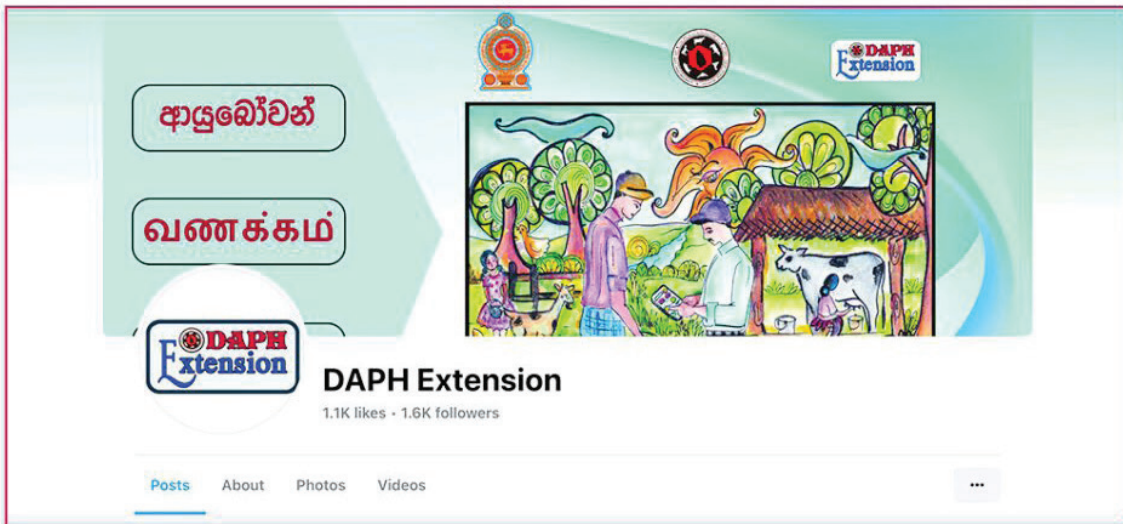 ආයුබෝවන්
வணக்கம்
DAPH
Extension
DAPH
Extension
DAPH Extension
1.1K likes • 1.6K followers
Posts About Photos Videos
...